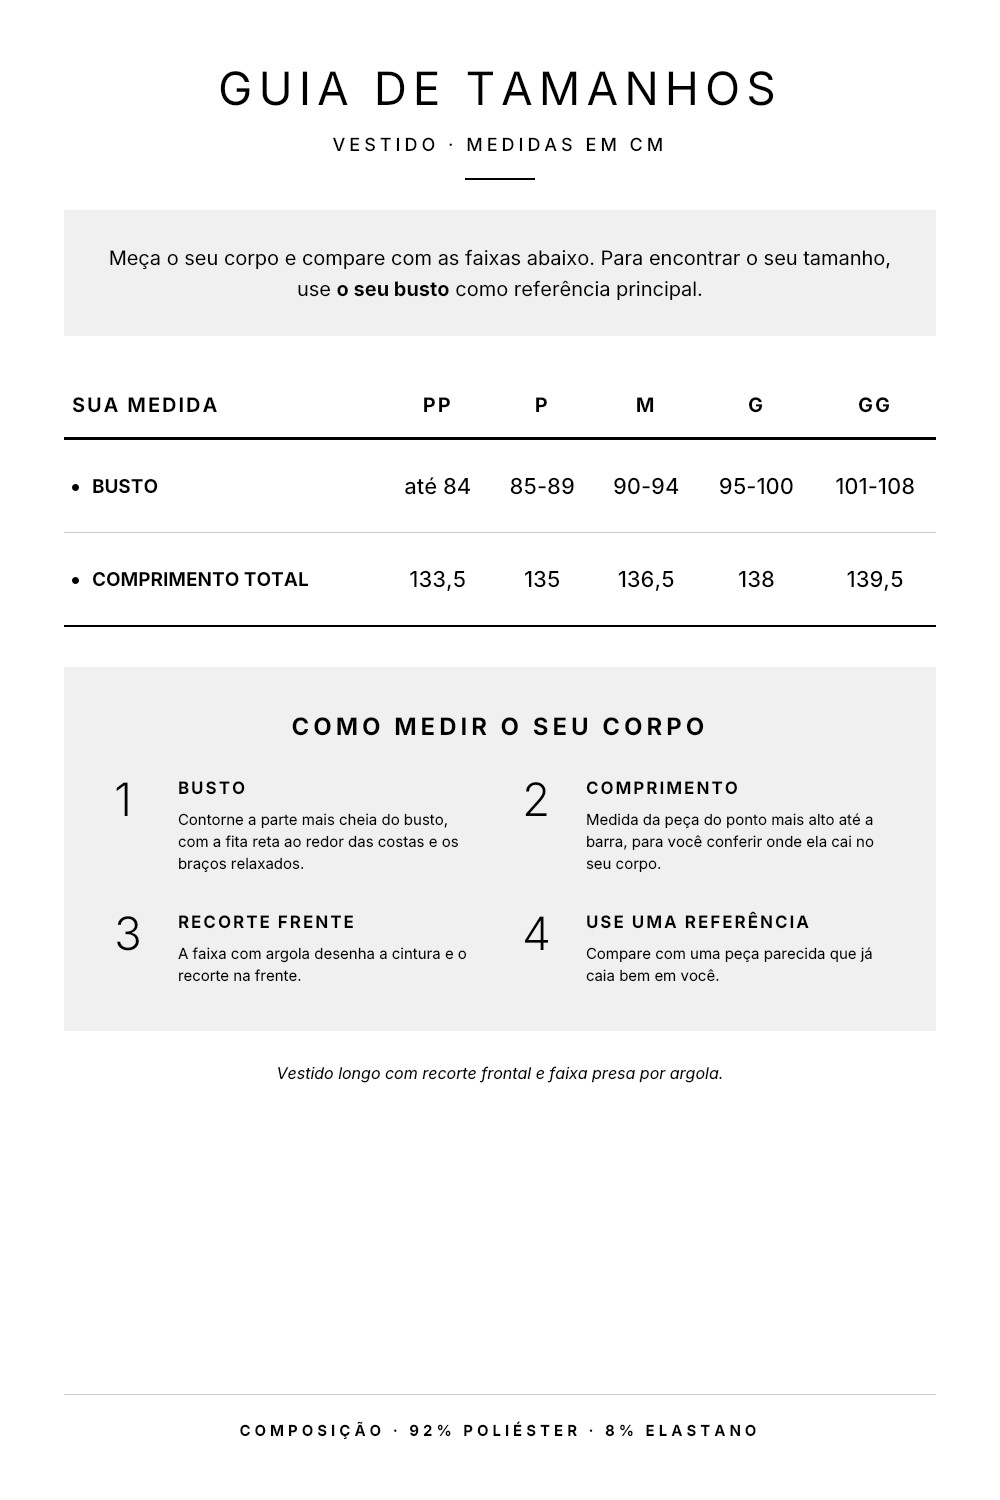 GUIA DE TAMANHOS
VESTIDO · MEDIDAS EM CM
Meça o seu corpo e compare com as faixas abaixo. Para encontrar o seu tamanho,
use o seu busto como referência principal.
SUA MEDIDA PP P M G GG
• BUSTO até 84 85-89 90-94 95-100 101-108
• COMPRIMENTO TOTAL 133,5 135 136,5 138 139,5
COMO MEDIR O SEU CORPO
1 BUSTO
Contorne a parte mais cheia do busto,
com a fita reta ao redor das costas e os
braços relaxados.
2 COMPRIMENTO
Medida da peça do ponto mais alto até a
barra, para você conferir onde ela cai no
seu corpo.
3 RECORTE FRENTE
A faixa com argola desenha a cintura e o
recorte na frente.
4 USE UMA REFERÊNCIA
Compare com uma peça parecida que já
caia bem em você.
Vestido longo com recorte frontal e faixa presa por argola.
COMPOSIÇÃO · 92% POLIÉSTER · 8% ELASTANO